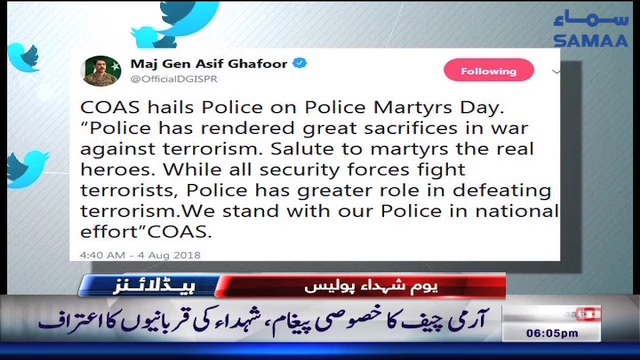 سماء
SAMAA
Maj Gen Asif Ghafoor
@OfficialDGISPR
Following
COAS hails Police on Police Martyrs Day.
“Police has rendered great sacrifices in war
against terrorism. Salute to martyrs the real
heroes. While all security forces fight
terrorists, Police has greater role in defeating
terrorism.We stand with our Police in national
effort”COAS.
4:40 AM - 4 Aug 2018
یوم شہداء پولیس
ہیڈلائنز
آرمی چیف کا خصوصی پیغام، شہداء کی قربانیوں کا اعتراف
06:05pm